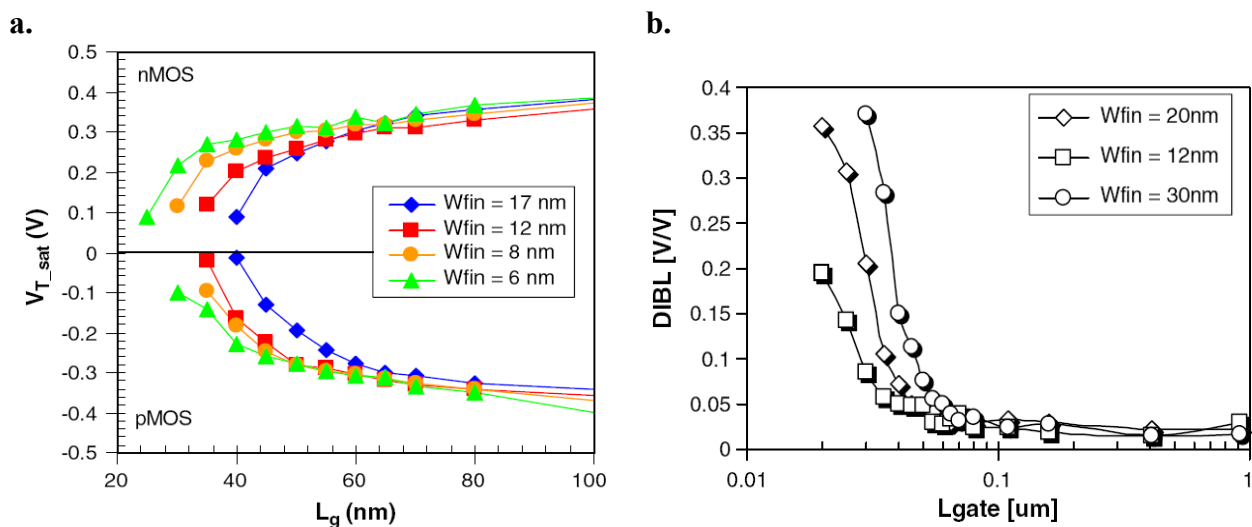 a.
0.5
0.4
0.3
0.2
0.1
0
-0.1
-0.2
-0.3
-0.4
-0.5
V_T_sat (V)
nMOS
pMOS
Wfin = 17 nm
Wfin = 12 nm
Wfin = 8 nm
Wfin = 6 nm
20
40
60
80
100
L_g (nm)
b.
0.4
0.35
0.3
0.25
0.2
0.15
0.1
0.05
0
DIBL [V/V]
Wfin = 20nm
Wfin = 12nm
Wfin = 30nm
0.01
0.1
1
Lgate [um]